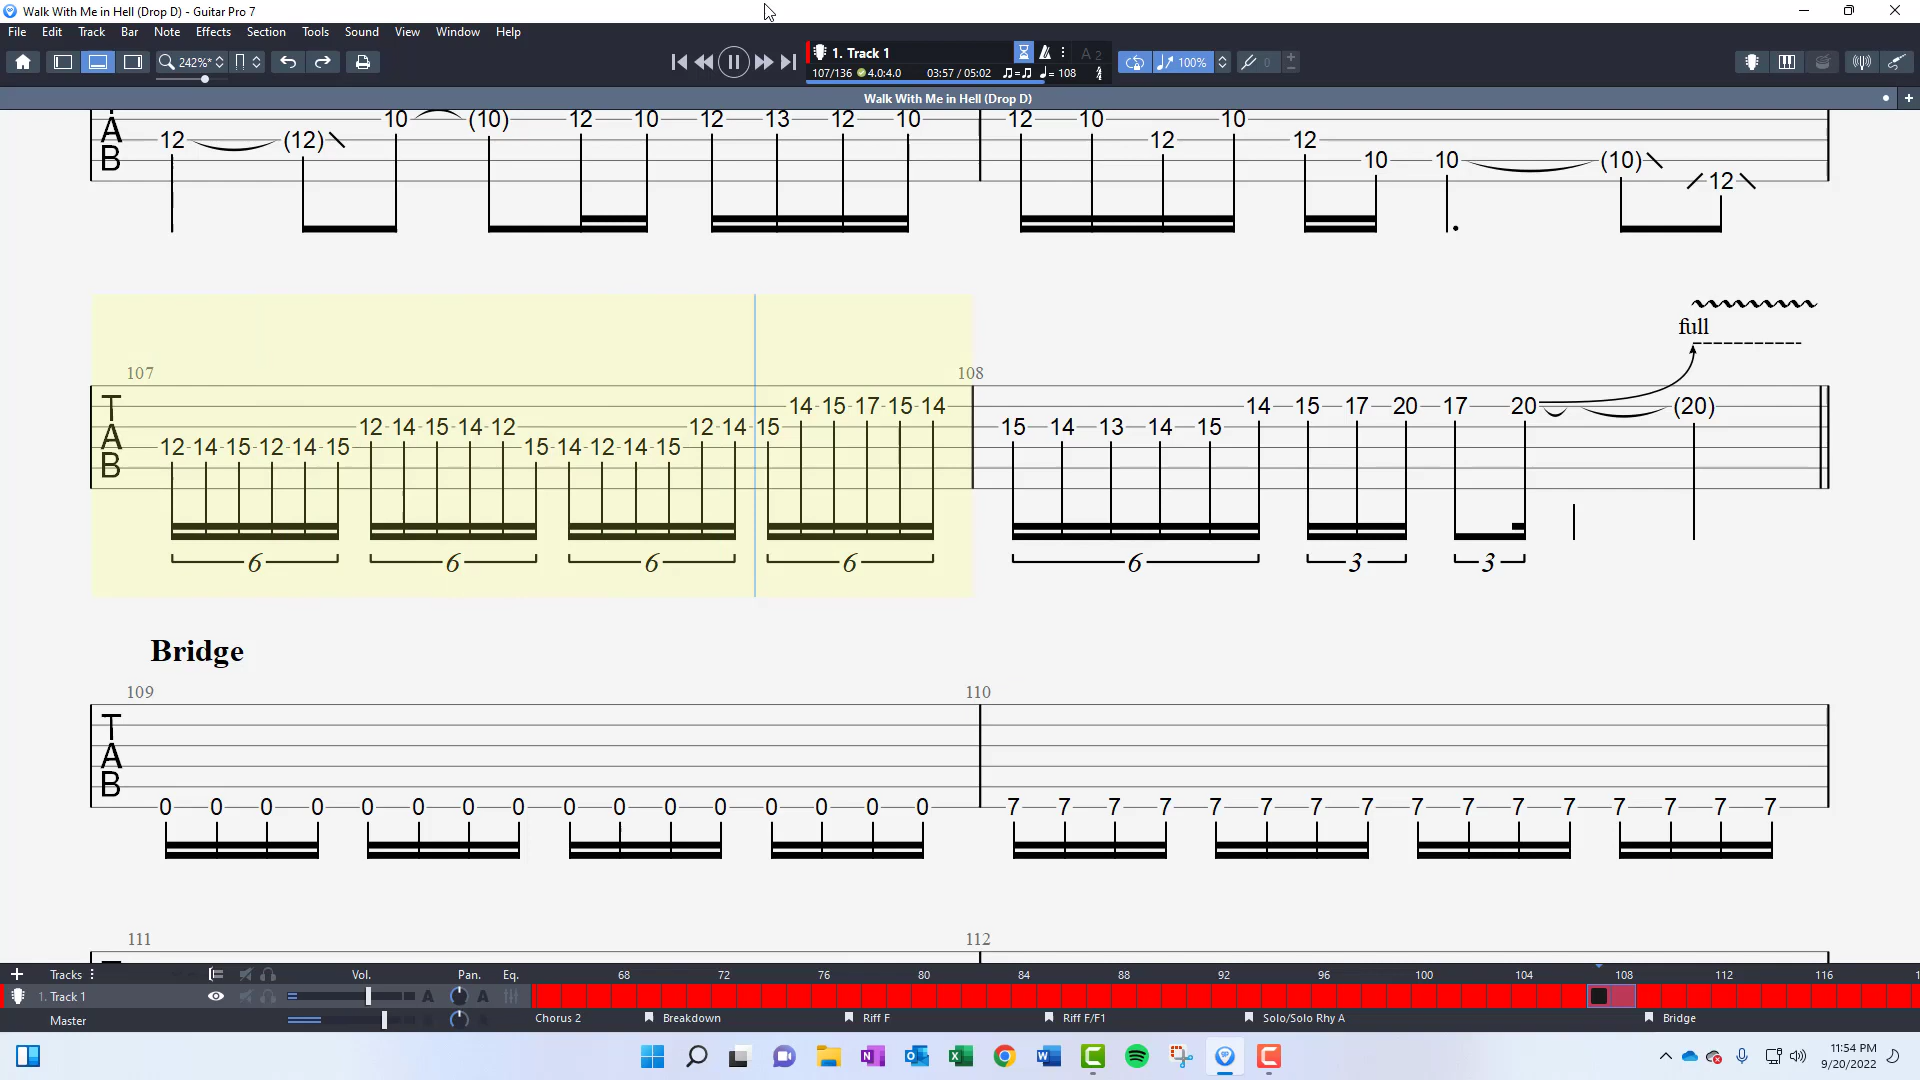 Walk With Me in Hell (Drop D) - Guitar Pro 7
File Edit Track Bar Note Effects Section Tools Sound View Window Help
242%* 1. Track 1 A 2 100% 0
107/136 4.0:4.0 03:57 / 05:02 = 108
Walk With Me in Hell (Drop D)
10 (10) 12 10 12 13 12 10 12 10 10
12 (12) 12 12
10 10 (10)
12
TAB
full
107 108
14 15 17 15 14 14 15 17 20 17 20 (20)
12 14 15 14 12 12 14 15 15 14 13 14 15
12 14 15 12 14 15 15 14 12 14 15
TAB
6 6 6 6 6 3 3
Bridge
109 110
TAB
0 0 0 0 0 0 0 0 0 0 0 0 0 0 0 0 7 7 7 7 7 7 7 7 7 7 7 7 7 7 7 7
111 112
Tracks Vol. Pan. Eq. 68 72 76 80 84 88 92 96 100 104 108 112 116
1. Track 1 A A
Master Chorus 2 Breakdown Riff F Riff F/F1 Solo/Solo Rhy A Bridge
11:54 PM
9/20/2022